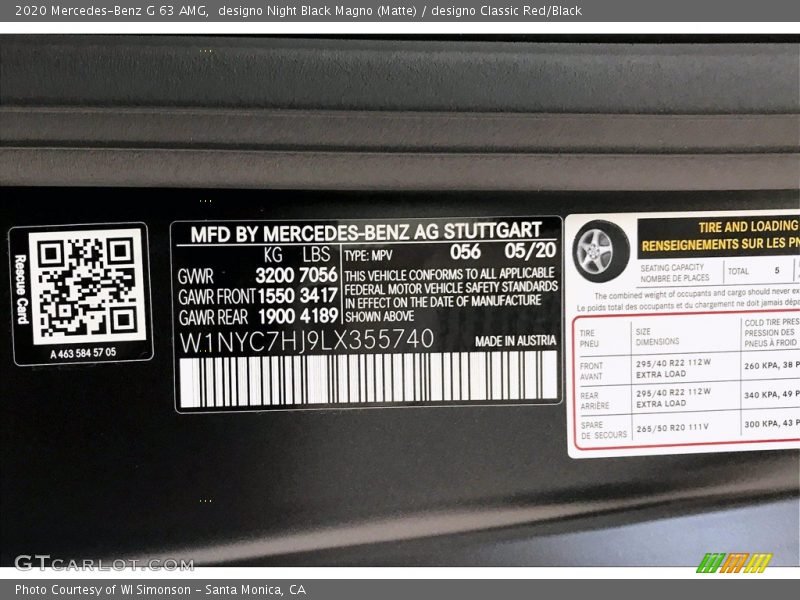 2020 Mercedes-Benz G 63 AMG,  designo Night Black Magno (Matte) / designo Classic Red/Black
Rescue Card
A 463 584 57 05
MFD BY MERCEDES-BENZ AG STUTTGART
KG LBS
GWR 3200 7056
GAWR FRONT 1550 3417
GAWR REAR 1900 4189
TYPE: MPV 056 05/20
THIS VEHICLE CONFORMS TO ALL APPLICABLE
FEDERAL MOTOR VEHICLE SAFETY STANDARDS
IN EFFECT ON THE DATE OF MANUFACTURE
SHOWN ABOVE
W1NYC7HJ9LX355740
MADE IN AUSTRIA
TIRE AND LOADING
RENSEIGNEMENTS SUR LES
SEATING CAPACITY
NOMBRE DE PLACES
TOTAL 5
The combined weight of occupants and cargo should never
Le poids total des occupants et du chargement ne doit jamais
TIRE
PNEU
SIZE
DIMENSIONS
COLD TIRE
PRESSION DES
PNEUS À FROID
FRONT
AVANT
295/40 R22 112W
EXTRA LOAD
260 KPA, 38
REAR
ARRIÈRE
295/40 R22 112W
EXTRA LOAD
340 KPA, 49
SPARE
DE SECOURS
265/50 R20 111V
300 KPA, 43
GTCARLOT.COM
Photo Courtesy of WI Simonson - Santa Monica, CA